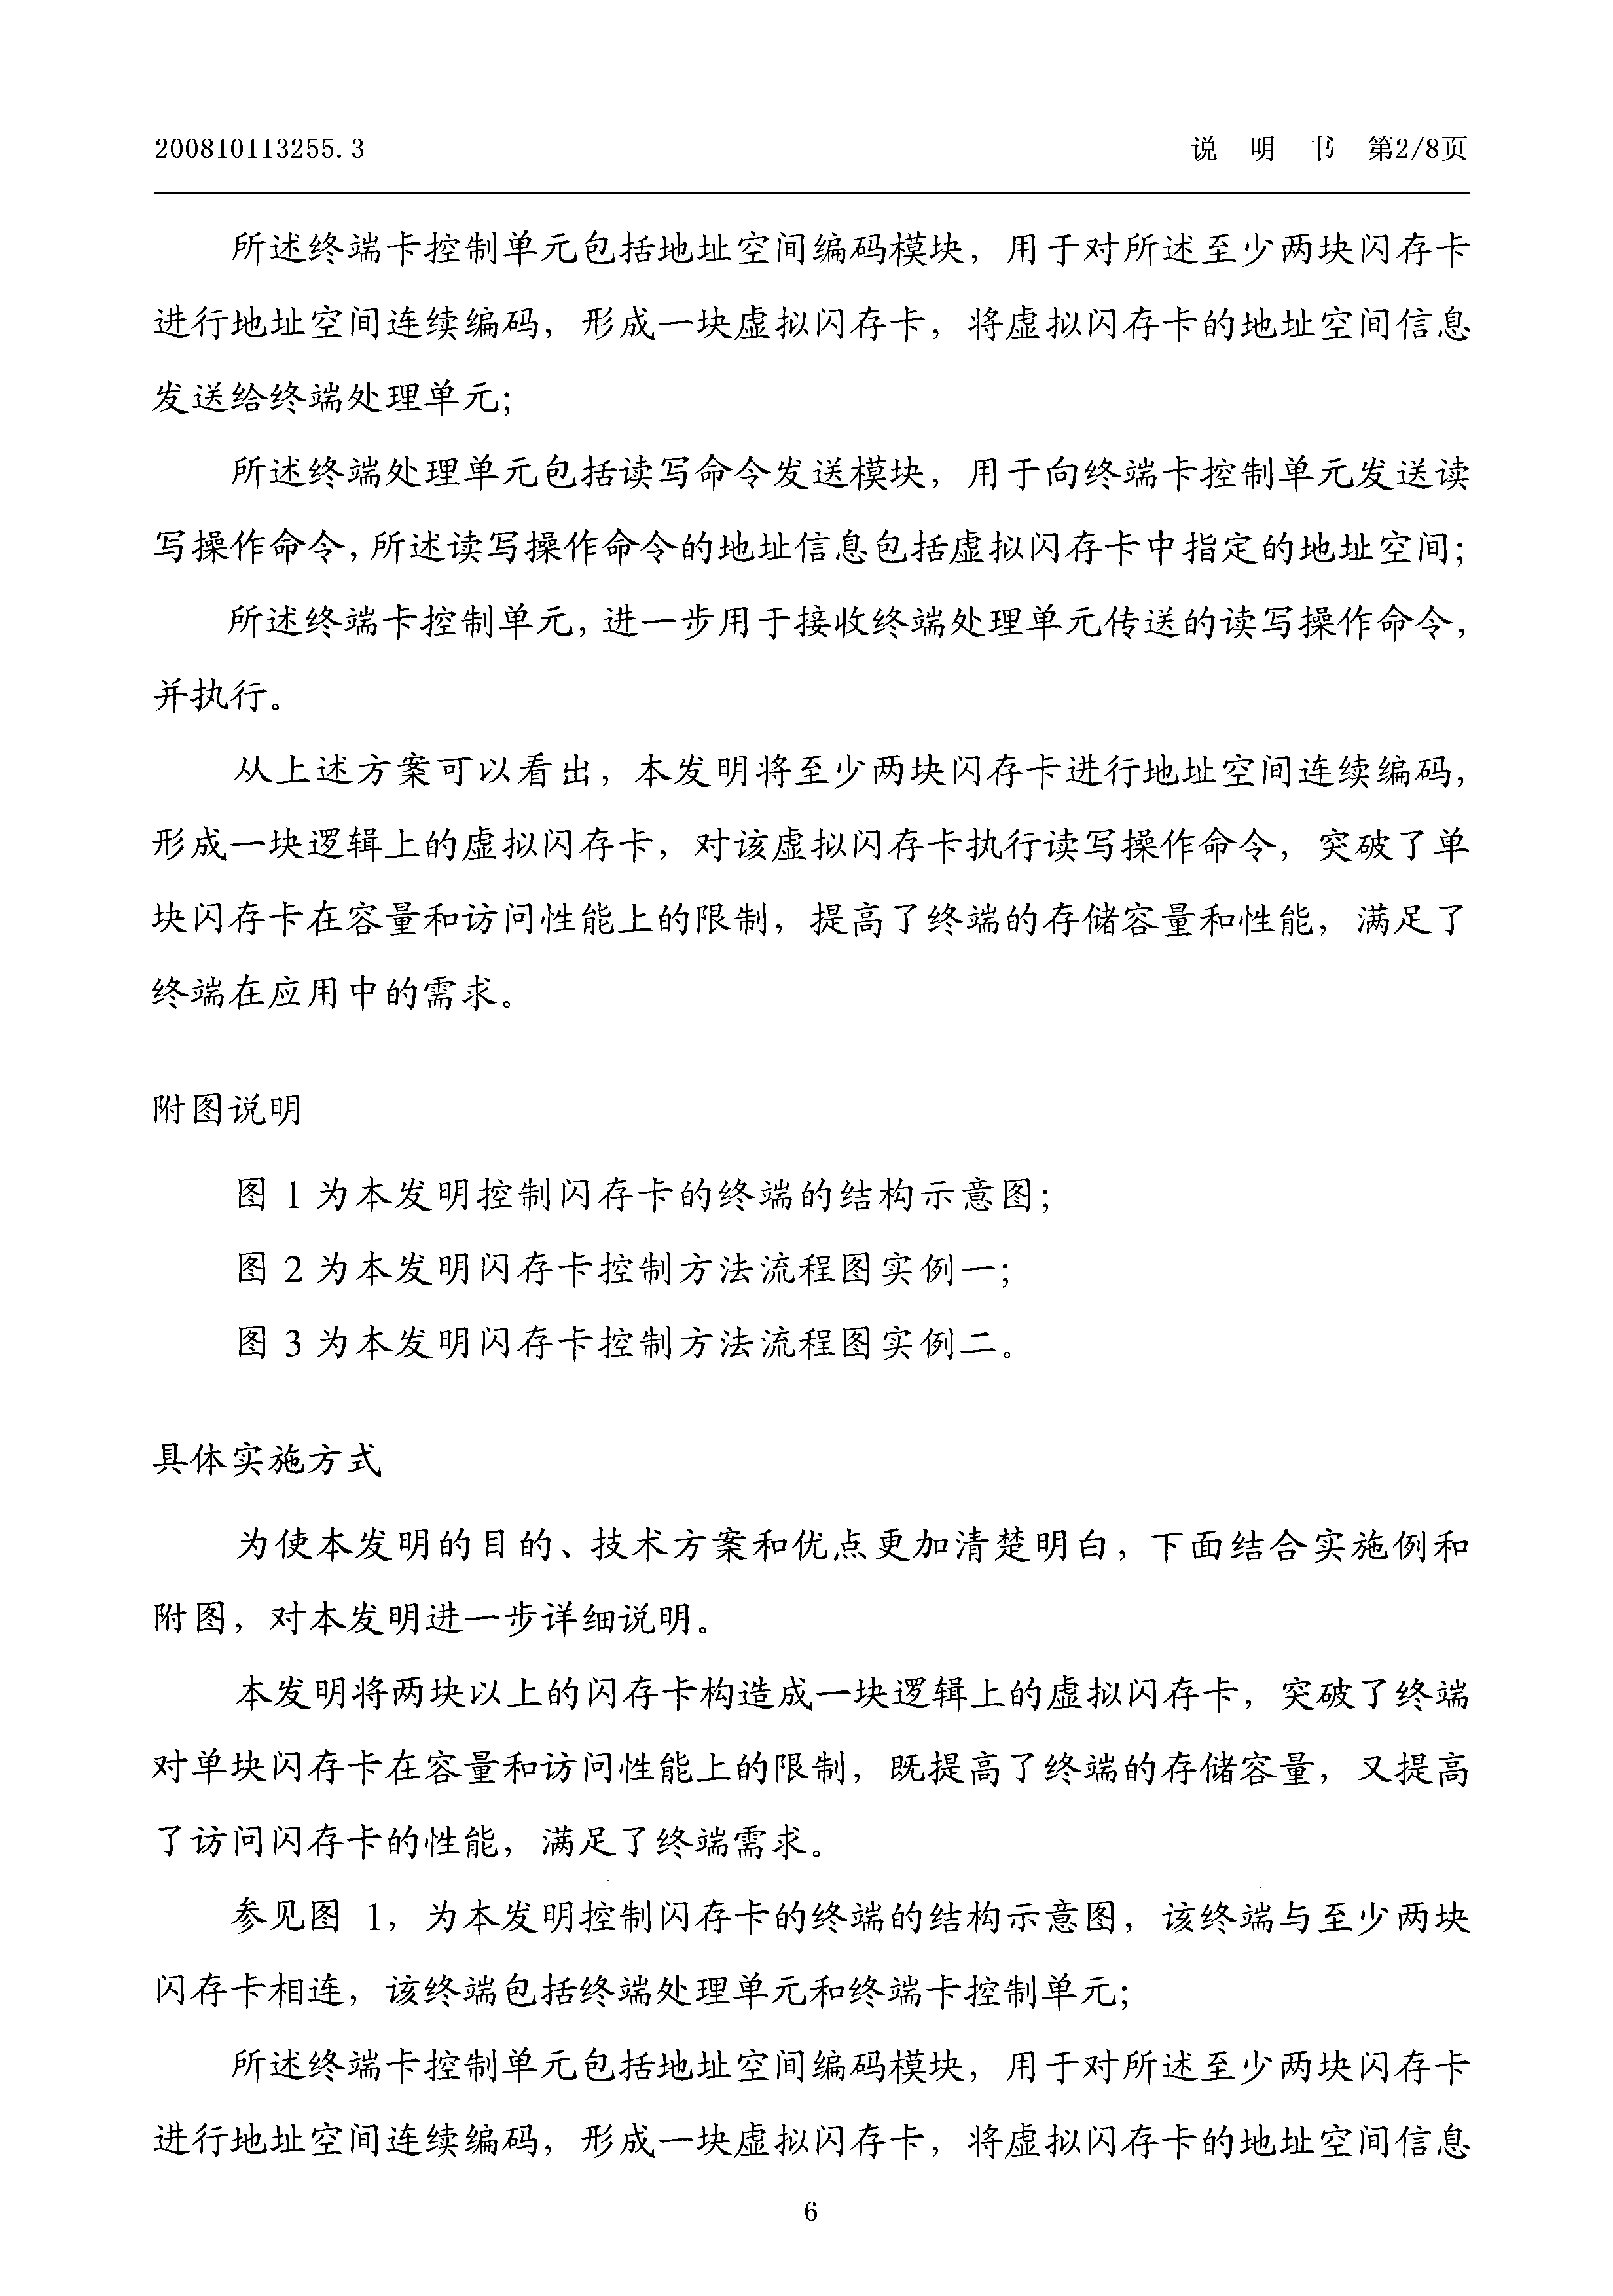 200810113255.3 说 明 书 第2/8页
所述终端卡控制单元包括地址空间编码模块，用于对所述至少两块闪存卡
进行地址空间连续编码，形成一块虚拟闪存卡，将虚拟闪存卡的地址空间信息
发送给终端处理单元；
所述终端处理单元包括读写命令发送模块，用于向终端卡控制单元发送读
写操作命令，所述读写操作命令的地址信息包括虚拟闪存卡中指定的地址空间；
所述终端卡控制单元，进一步用于接收终端处理单元传送的读写操作命令，
并执行。
从上述方案可以看出，本发明将至少两块闪存卡进行地址空间连续编码，
形成一块逻辑上的虚拟闪存卡，对该虚拟闪存卡执行读写操作命令，突破了单
块闪存卡在容量和访问性能上的限制，提高了终端的存储容量和性能，满足了
终端在应用中的需求。
附图说明
图 1 为本发明控制闪存卡的终端的结构示意图；
图 2 为本发明闪存卡控制方法流程图实例一；
图 3 为本发明闪存卡控制方法流程图实例二。
具体实施方式
为使本发明的目的、技术方案和优点更加清楚明白，下面结合实施例和
附图，对本发明进一步详细说明。
本发明将两块以上的闪存卡构造成一块逻辑上的虚拟闪存卡，突破了终端
对单块闪存卡在容量和访问性能上的限制，既提高了终端的存储容量，又提高
了访问闪存卡的性能，满足了终端需求。
参见图 1，为本发明控制闪存卡的终端的结构示意图，该终端与至少两块
闪存卡相连，该终端包括终端处理单元和终端卡控制单元；
所述终端卡控制单元包括地址空间编码模块，用于对所述至少两块闪存卡
进行地址空间连续编码，形成一块虚拟闪存卡，将虚拟闪存卡的地址空间信息
6